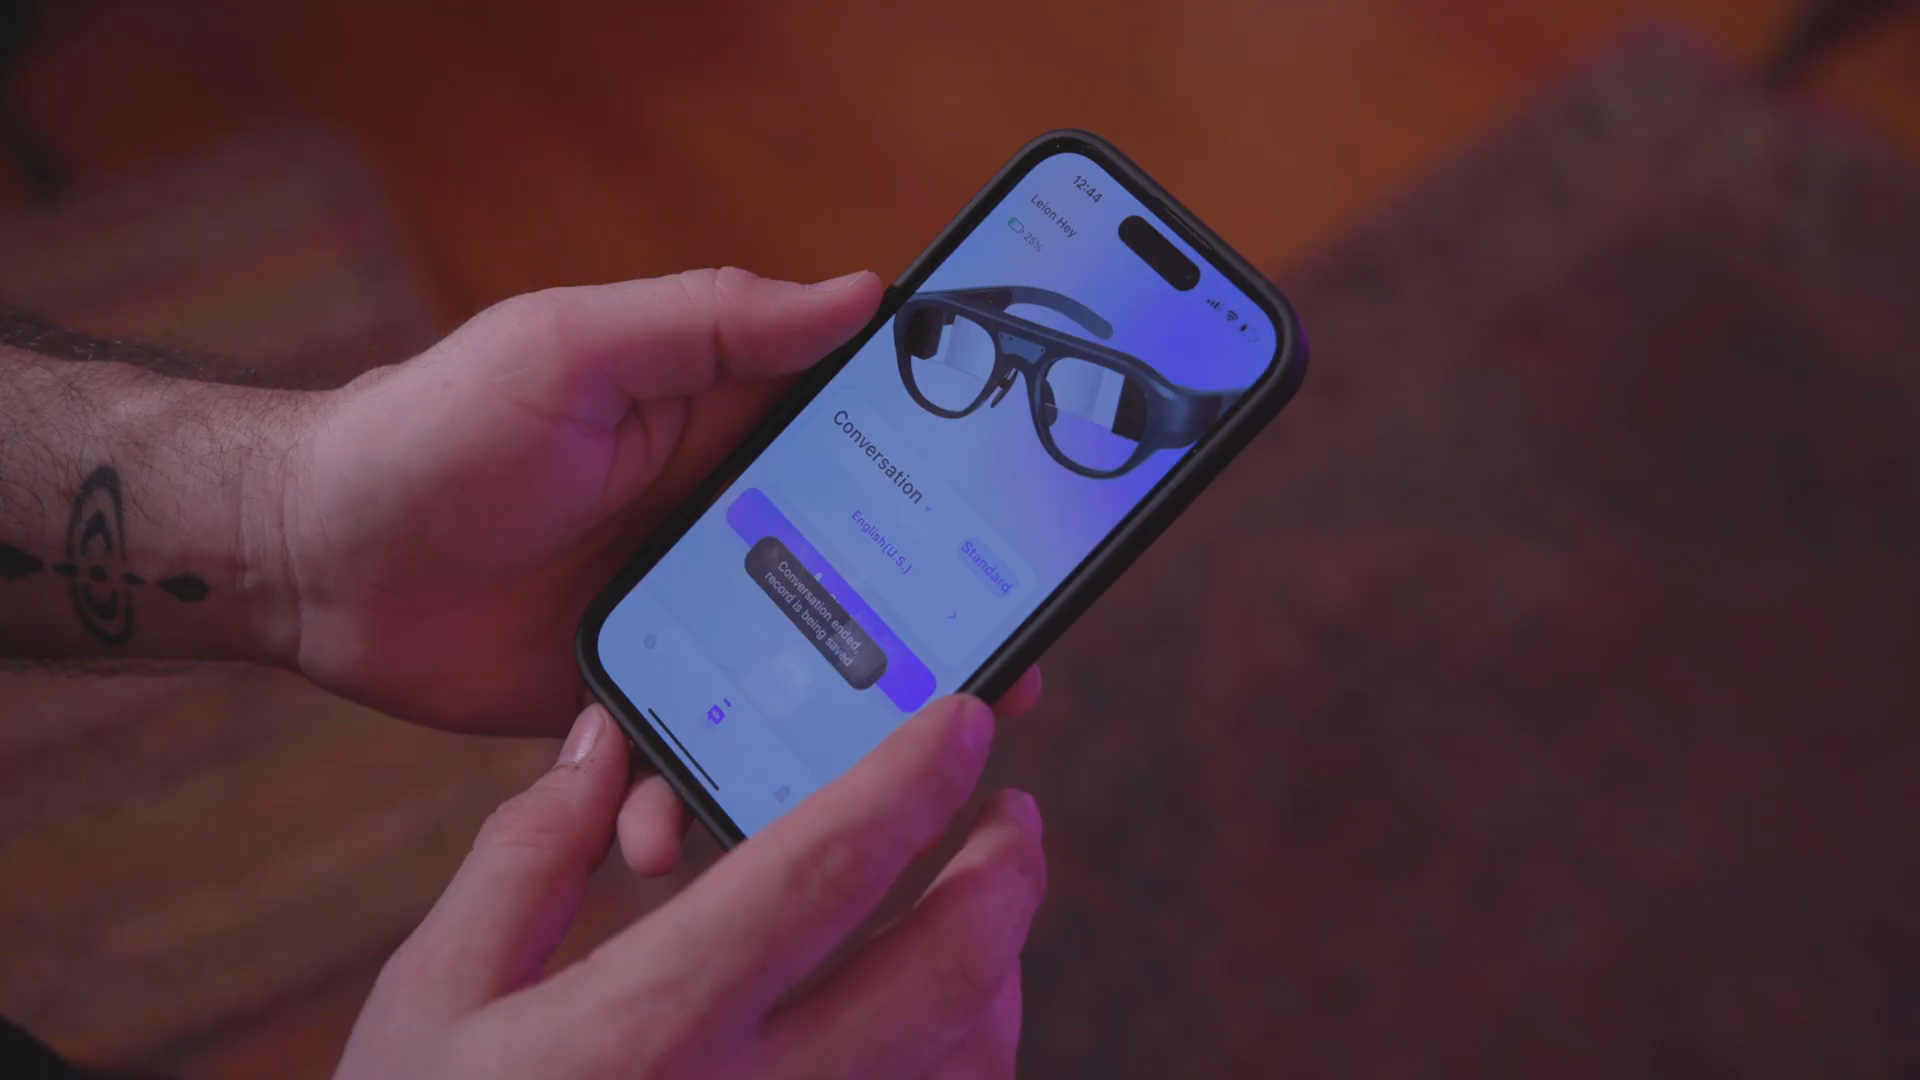 12:44
Leion Hey
25%
Conversation
English(U.S.)
Standard
Conversation ended,
record is being saved